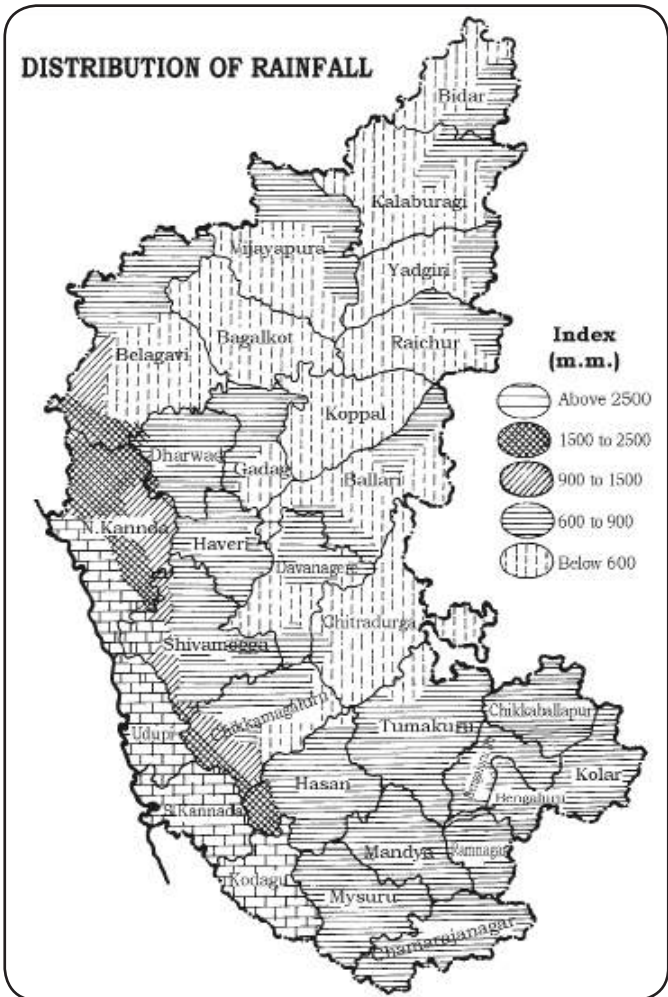 DISTRIBUTION OF RAINFALL
Bidar
Kalaburagi
Vijayapura
Yadgiri
Bagalkot
Raichur
Belagavi
Index
(m.m.)
Above 2500
1500 to 2500
900 to 1500
600 to 900
Below 600
Koppal
Dharwad
Gadag
Ballari
N.Kannda
Haveri
Davanagere
Chitradurga
Shivamogga
Chikkamagaluru
Tumakuru
Chikkaballapur
Udupi
Hasan
Kolar
Bengaluru
S.Kannada
Mandya
Ramnagar
Kodagu
Mysuru
Chamarajanagar